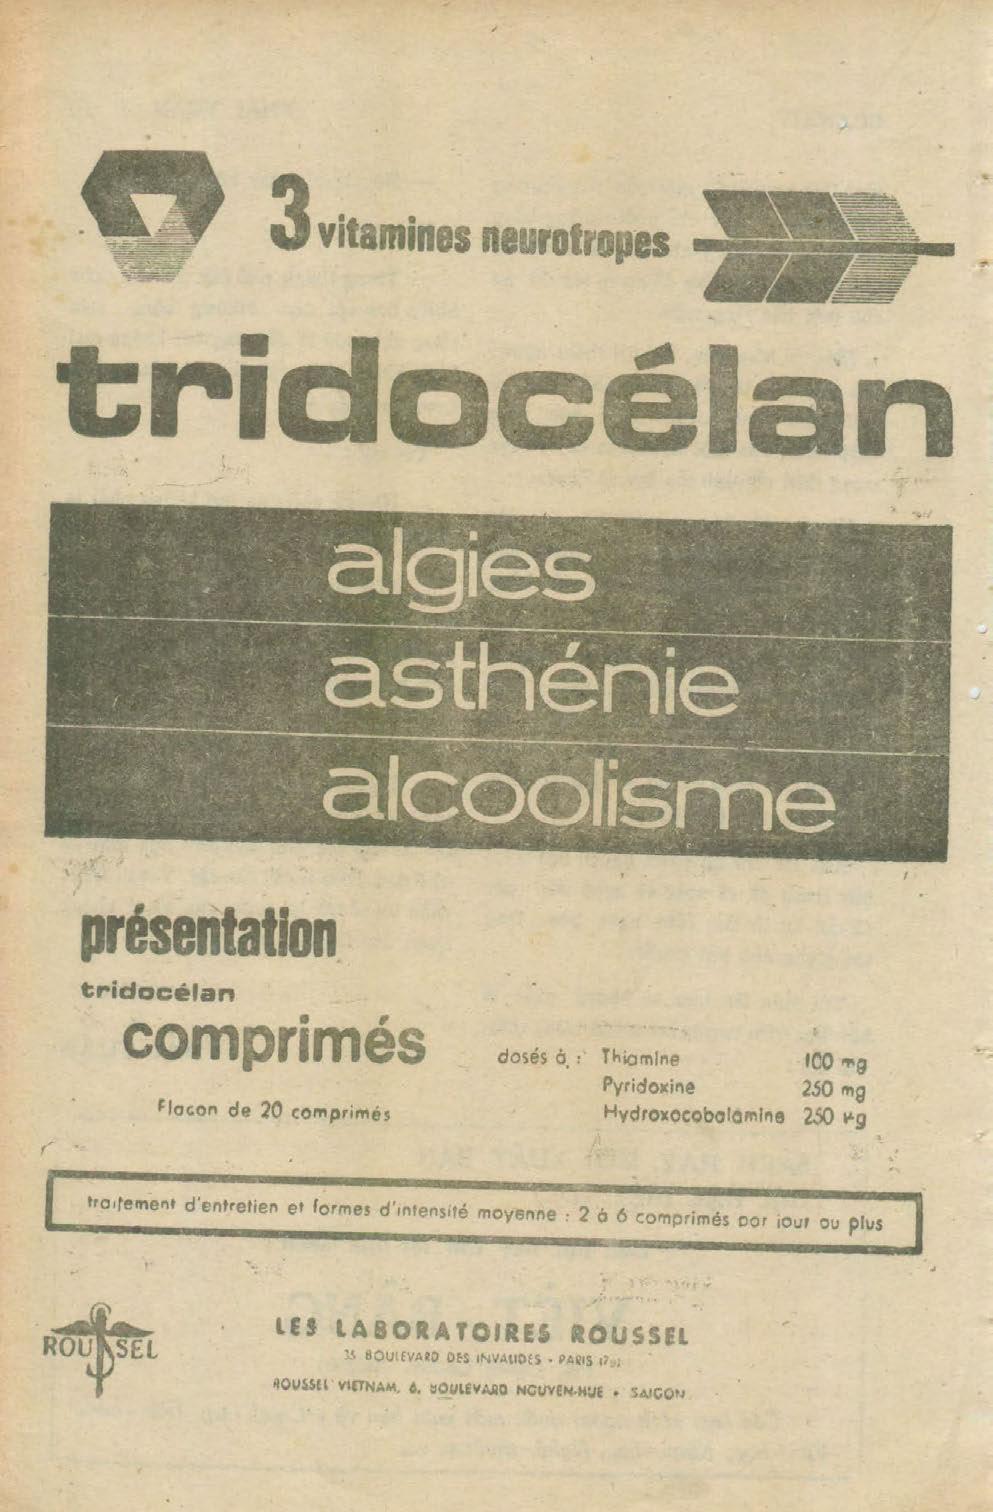 3 vitamines neurotropes
tridocélan
algies
asthénie
alcoolisme
présentation
tridocélan
comprimés
Flacon de 20 comprimés
dosés à : Thiamine 100 mg
Pyridoxine 250 mg
Hydroxocobalamine 250 µg
traitement d'entretien et formes d'intensité moyenne : 2 à 6 comprimés par jour ou plus
ROUSSEL
LES LABORATOIRES ROUSSEL
35 BOULEVARD DES INVALIDES - PARIS (7e)
ROUSSEL VIETNAM, 6, BOULEVARD NGUYEN-HUE • SAIGON